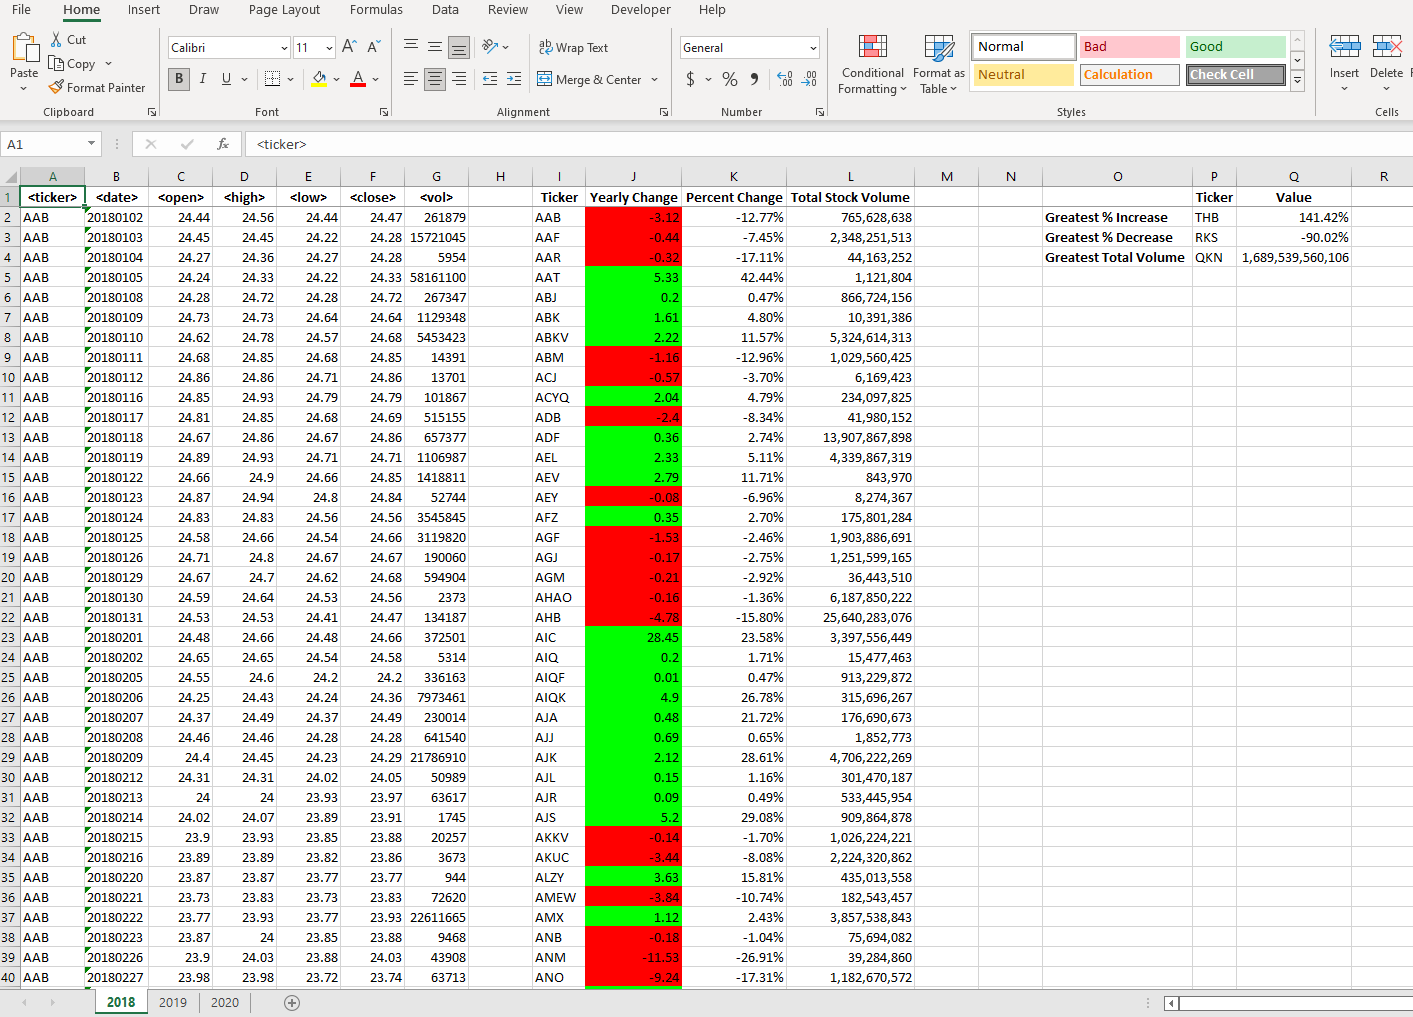 File Home Insert Draw Page Layout Formulas Data Review View Developer Help
Paste Cut Copy Format Painter Clipboard
Calibri 11 A A B I U A Font
ab Wrap Text Merge & Center Alignment
General $ % 9 .00 .00 Number
Conditional Formatting Format as Table Normal Bad Good Neutral Calculation Check Cell Styles
Insert Delete Cells
A1 fx <ticker>
A B C D E F G H I J K L M N O P Q R
1 <ticker> <date> <open> <high> <low> <close> <vol> Ticker Yearly Change Percent Change Total Stock Volume Ticker Value
2 AAB 20180102 24.44 24.56 24.44 24.47 261879 AAB -3.12 -12.77% 765,628,638 Greatest % Increase THB 141.42%
3 AAB 20180103 24.45 24.45 24.22 24.28 15721045 AAF -0.44 -7.45% 2,348,251,513 Greatest % Decrease RKS -90.02%
4 AAB 20180104 24.27 24.36 24.27 24.28 5954 AAR -0.32 -17.11% 44,163,252 Greatest Total Volume QKN 1,689,539,560,106
5 AAB 20180105 24.24 24.33 24.22 24.33 58161100 AAT 5.33 42.44% 1,121,804
6 AAB 20180108 24.28 24.72 24.28 24.72 267347 ABJ 0.2 0.47% 866,724,156
7 AAB 20180109 24.73 24.73 24.64 24.64 1129348 ABK 1.61 4.80% 10,391,386
8 AAB 20180110 24.62 24.78 24.57 24.68 5453423 ABKV 2.22 11.57% 5,324,614,313
9 AAB 20180111 24.68 24.85 24.68 24.85 14391 ABM -1.16 -12.96% 1,029,560,425
10 AAB 20180112 24.86 24.86 24.71 24.86 13701 ACJ -0.57 -3.70% 6,169,423
11 AAB 20180116 24.85 24.93 24.79 24.79 101867 ACYQ 2.04 4.79% 234,097,825
12 AAB 20180117 24.81 24.85 24.68 24.69 515155 ADB -2.4 -8.34% 41,980,152
13 AAB 20180118 24.67 24.86 24.67 24.86 657377 ADF 0.36 2.74% 13,907,867,898
14 AAB 20180119 24.89 24.93 24.71 24.71 1106987 AEL 2.33 5.11% 4,339,867,319
15 AAB 20180122 24.66 24.9 24.66 24.85 1418811 AEV 2.79 11.71% 843,970
16 AAB 20180123 24.87 24.94 24.8 24.84 52744 AEY -0.08 -6.96% 8,274,367
17 AAB 20180124 24.83 24.83 24.56 24.56 3545845 AFZ 0.35 2.70% 175,801,284
18 AAB 20180125 24.58 24.66 24.54 24.66 3119820 AGF -1.53 -2.46% 1,903,886,691
19 AAB 20180126 24.71 24.8 24.67 24.67 190060 AGJ -0.17 -2.75% 1,251,599,165
20 AAB 20180129 24.67 24.7 24.62 24.68 594904 AGM -0.21 -2.92% 36,443,510
21 AAB 20180130 24.59 24.64 24.53 24.56 2373 AHAO -0.16 -1.36% 6,187,850,222
22 AAB 20180131 24.53 24.53 24.41 24.47 134187 AHB -4.78 -15.80% 25,640,283,076
23 AAB 20180201 24.48 24.66 24.48 24.66 372501 AIC 28.45 23.58% 3,397,556,449
24 AAB 20180202 24.65 24.65 24.54 24.58 5314 AIQ 0.2 1.71% 15,477,463
25 AAB 20180205 24.55 24.6 24.2 24.2 336163 AIQF 0.01 0.47% 913,229,872
26 AAB 20180206 24.25 24.43 24.24 24.36 7973461 AIQK 4.9 26.78% 315,696,267
27 AAB 20180207 24.37 24.49 24.37 24.49 230014 AJA 0.48 21.72% 176,690,673
28 AAB 20180208 24.46 24.46 24.28 24.28 641540 AJJ 0.69 0.65% 1,852,773
29 AAB 20180209 24.4 24.45 24.23 24.29 21786910 AJK 2.12 28.61% 4,706,222,269
30 AAB 20180212 24.31 24.31 24.02 24.05 50989 AJL 0.15 1.16% 301,470,187
31 AAB 20180213 24 24 23.93 23.97 63617 AJR 0.09 0.49% 533,445,954
32 AAB 20180214 24.02 24.07 23.89 23.91 1745 AJS 5.2 29.08% 909,864,878
33 AAB 20180215 23.9 23.93 23.85 23.88 20257 AKKV -0.14 -1.70% 1,026,224,221
34 AAB 20180216 23.89 23.89 23.82 23.86 3673 AKUC -3.44 -8.08% 2,224,320,862
35 AAB 20180220 23.87 23.87 23.77 23.77 944 ALZY 3.63 15.81% 435,013,558
36 AAB 20180221 23.73 23.83 23.73 23.83 72620 AMEW -3.84 -10.74% 182,543,457
37 AAB 20180222 23.77 23.93 23.77 23.93 22611665 AMX 1.12 2.43% 3,857,538,843
38 AAB 20180223 23.87 24 23.85 23.88 9468 ANB -0.18 -1.04% 75,694,082
39 AAB 20180226 23.9 24.03 23.88 24.03 43908 ANM -11.53 -26.91% 39,284,860
40 AAB 20180227 23.98 23.98 23.72 23.74 63713 ANO -9.24 -17.31% 1,182,670,572
2018 2019 2020